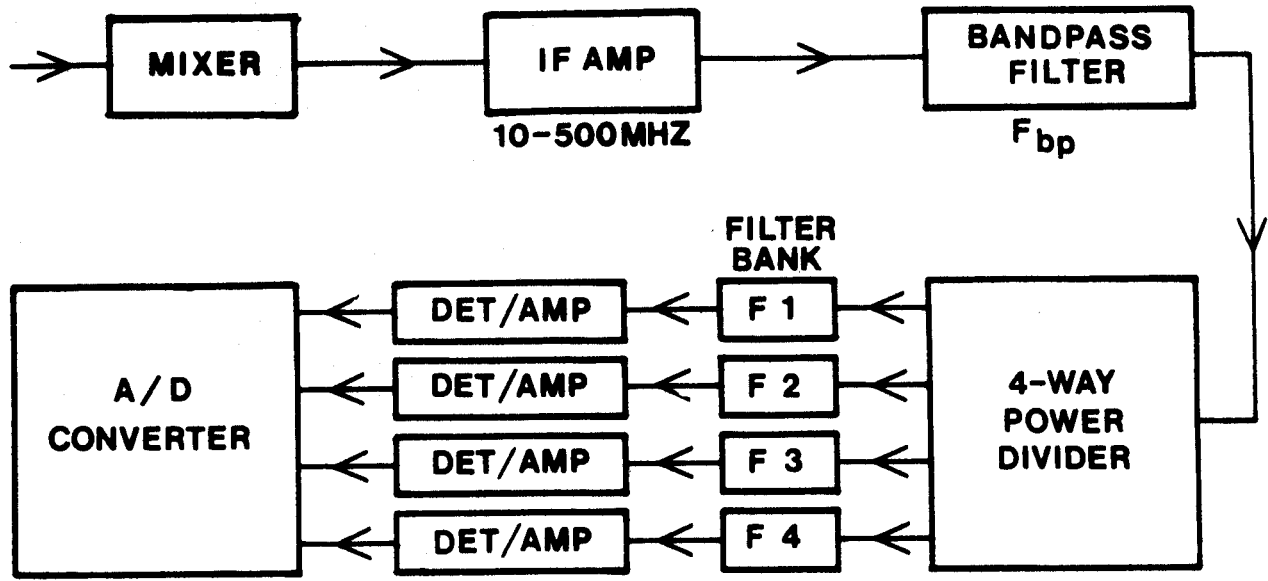 MIXER
IF AMP
10-500MHZ
BANDPASS
FILTER
Fbp
FILTER
BANK
A/D
CONVERTER
DET/AMP
F 1
DET/AMP
F 2
DET/AMP
F 3
DET/AMP
F 4
4-WAY
POWER
DIVIDER